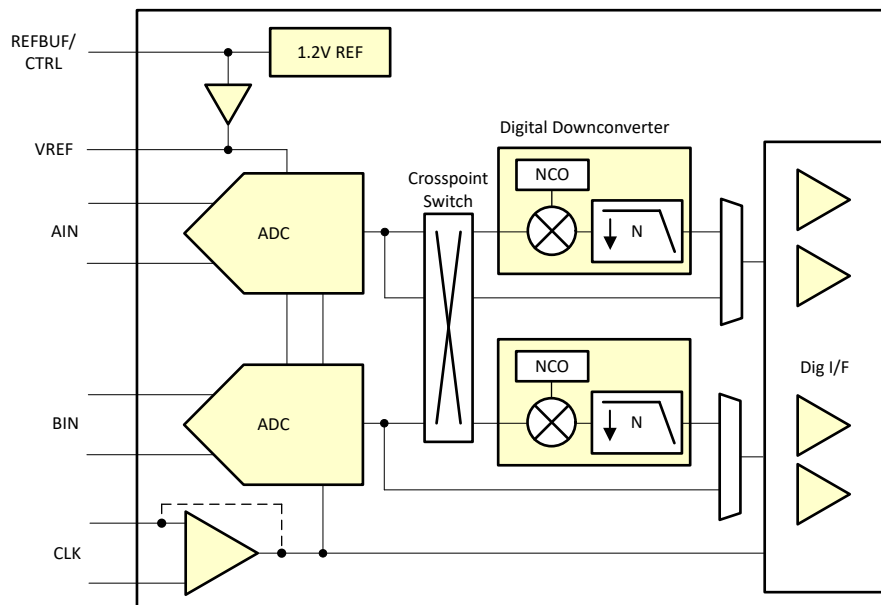 REFBUF/
CTRL
1.2V REF
VREF
Digital Downconverter
Crosspoint
Switch
NCO
AIN
ADC
N
NCO
Dig I/F
BIN
ADC
N
CLK